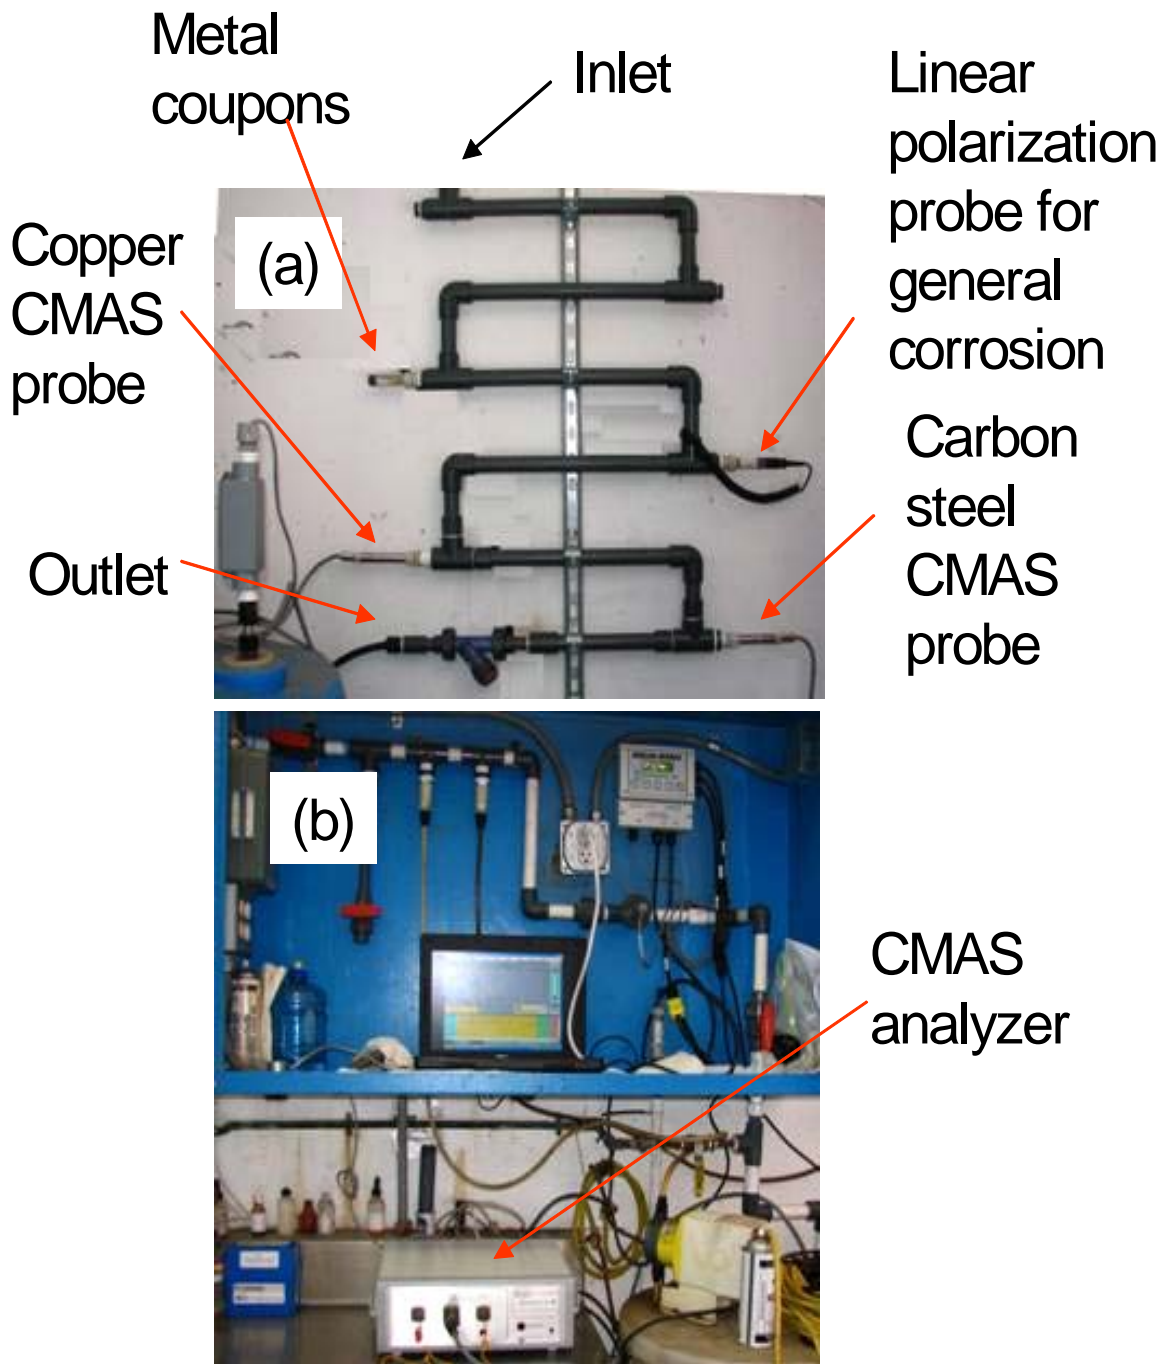 Metal
coupons
Inlet
Linear
polarization
probe for
general
corrosion
Copper
CMAS
probe
(a)
Carbon
steel
CMAS
probe
Outlet
(b)
CMAS
analyzer